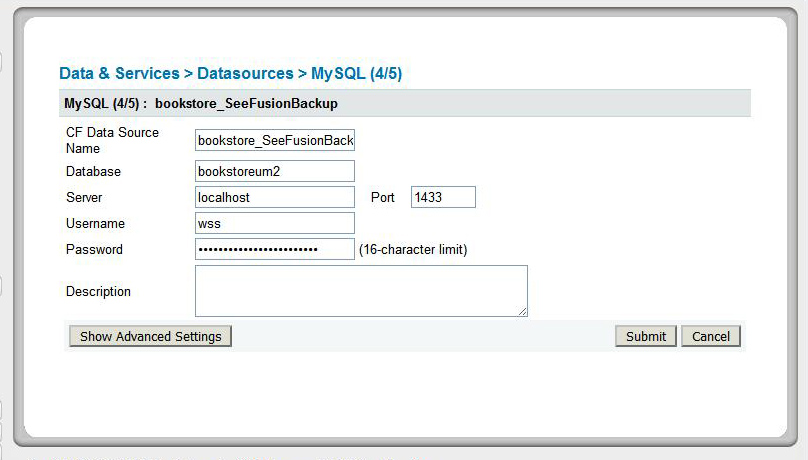 Data & Services > Datasources > MySQL (4/5)
MySQL (4/5) : bookstore_SeeFusionBackup
CF Data Source
Name
bookstore_SeeFusionBack
Database bookstoreum2
Server localhost Port 1433
Username wss
Password •••••••••••••••••••••••• (16-character limit)
Description
Show Advanced Settings Submit Cancel